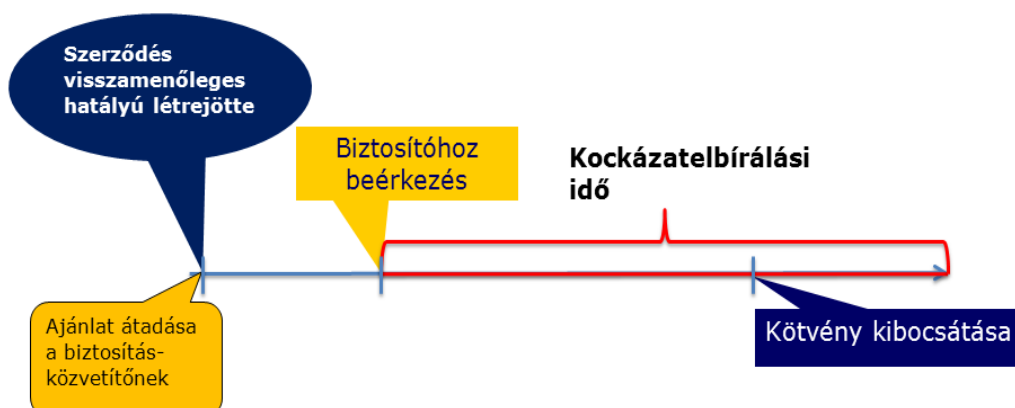 Szerződés
visszamenőleges
hatályú létrejötte
Biztosítóhoz
beérkezés
Kockázatelbírálási
idő
Ajánlat átadása
a biztosítás-
közvetítőnek
Kötvény kibocsátása